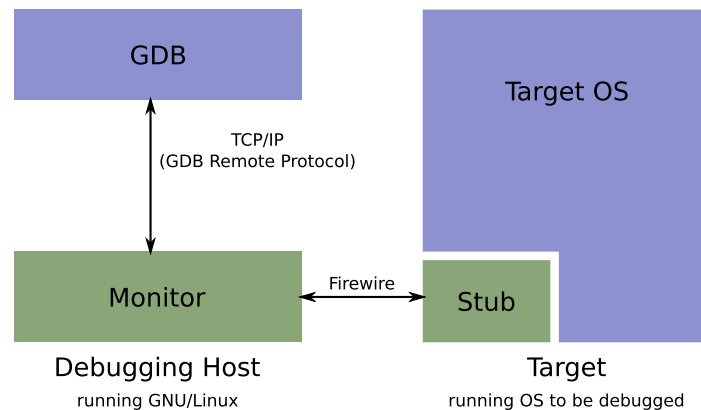 GDB
Target OS
TCP/IP
(GDB Remote Protocol)
Monitor
Firewire
Stub
Debugging Host
running GNU/Linux
Target
running OS to be debugged